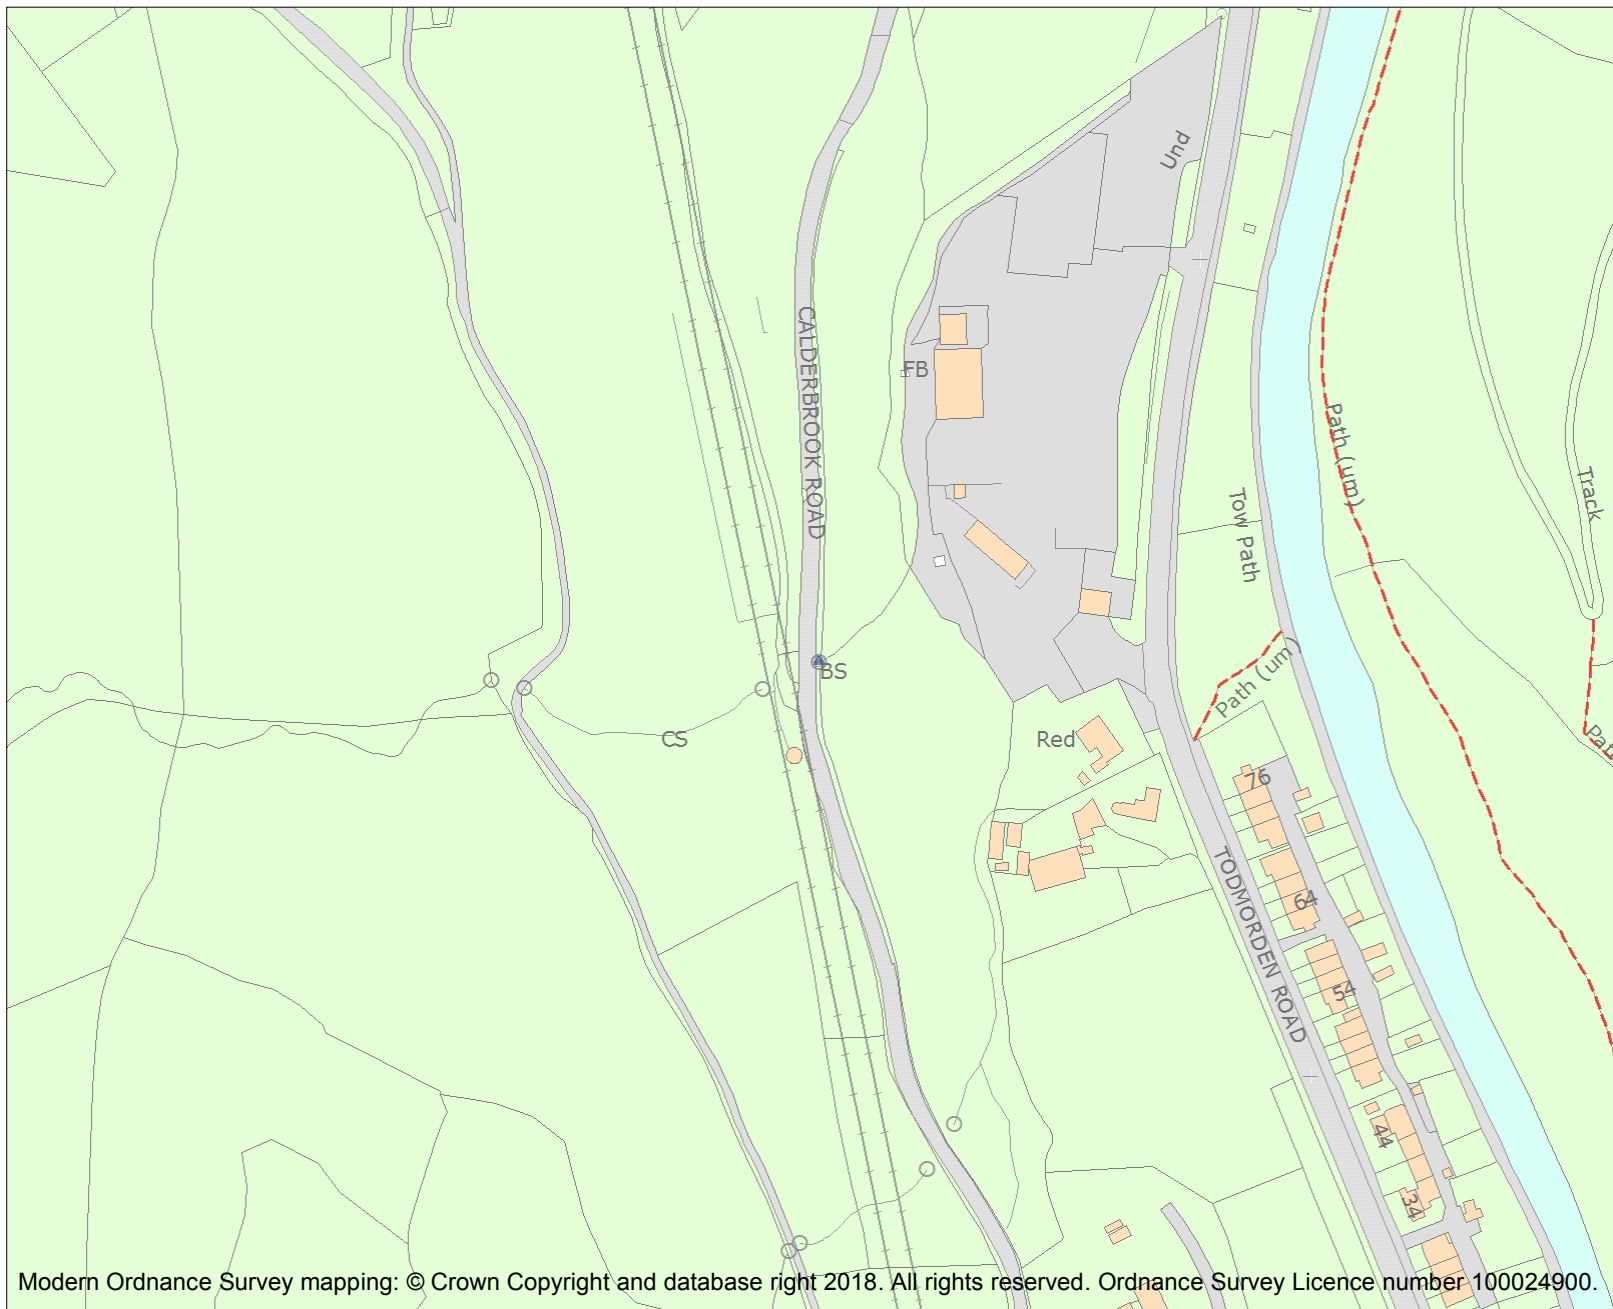 Und
CALDERBROOK ROAD
FB
Path (um)
Track
Tow Path
Path (um)
BS
Path
CS
Red
76
TODMORDEN ROAD
64
54
44
34
Modern Ordnance Survey mapping: © Crown Copyright and database right 2018. All rights reserved. Ordnance Survey Licence number 100024900.